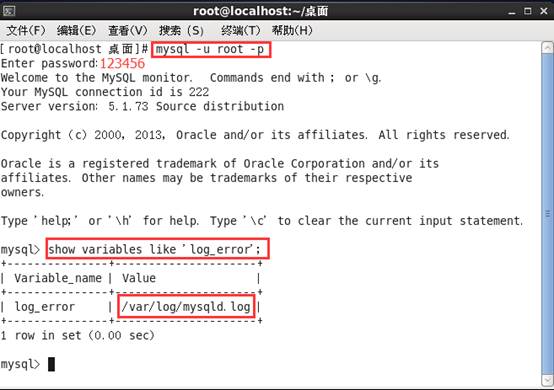 root@localhost:~/桌面
文件(F) 编辑(E) 查看(V) 搜索 (S) 终端(T) 帮助(H)
[root@localhost 桌面]# mysql -u root -p
Enter password:123456
Welcome to the MySQL monitor.  Commands end with ; or \g.
Your MySQL connection id is 222
Server version: 5.1.73 Source distribution
Copyright (c) 2000, 2013, Oracle and/or its affiliates. All rights reserved.
Oracle is a registered trademark of Oracle Corporation and/or its
affiliates. Other names may be trademarks of their respective
owners.
Type 'help;' or '\h' for help. Type '\c' to clear the current input statement.
mysql> show variables like 'log_error';
+---------------+---------------------+
| Variable_name | Value               |
+---------------+---------------------+
| log_error     | /var/log/mysqld.log |
+---------------+---------------------+
1 row in set (0.00 sec)
mysql>